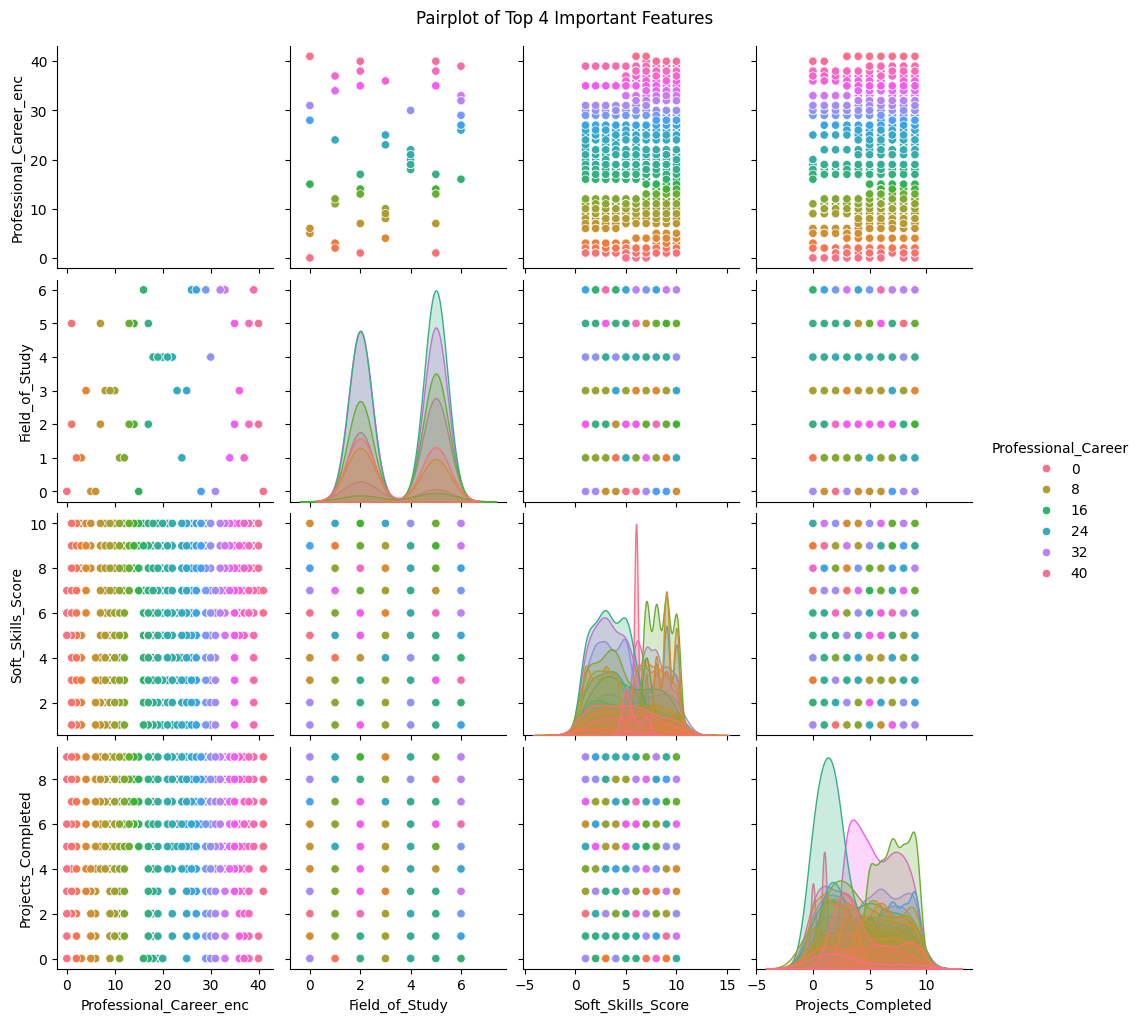 Pairplot of Top 4 Important Features
Professional_Career_enc
40
30
20
10
0
Field_of_Study
6
5
4
3
2
1
0
Soft_Skills_Score
10
8
6
4
2
Projects_Completed
8
6
4
2
0
0 10 20 30 40
Professional_Career_enc
0 2 4 6
Field_of_Study
−5 0 5 10 15
Soft_Skills_Score
−5 0 5 10
Projects_Completed
Professional_Career
0
8
16
24
32
40